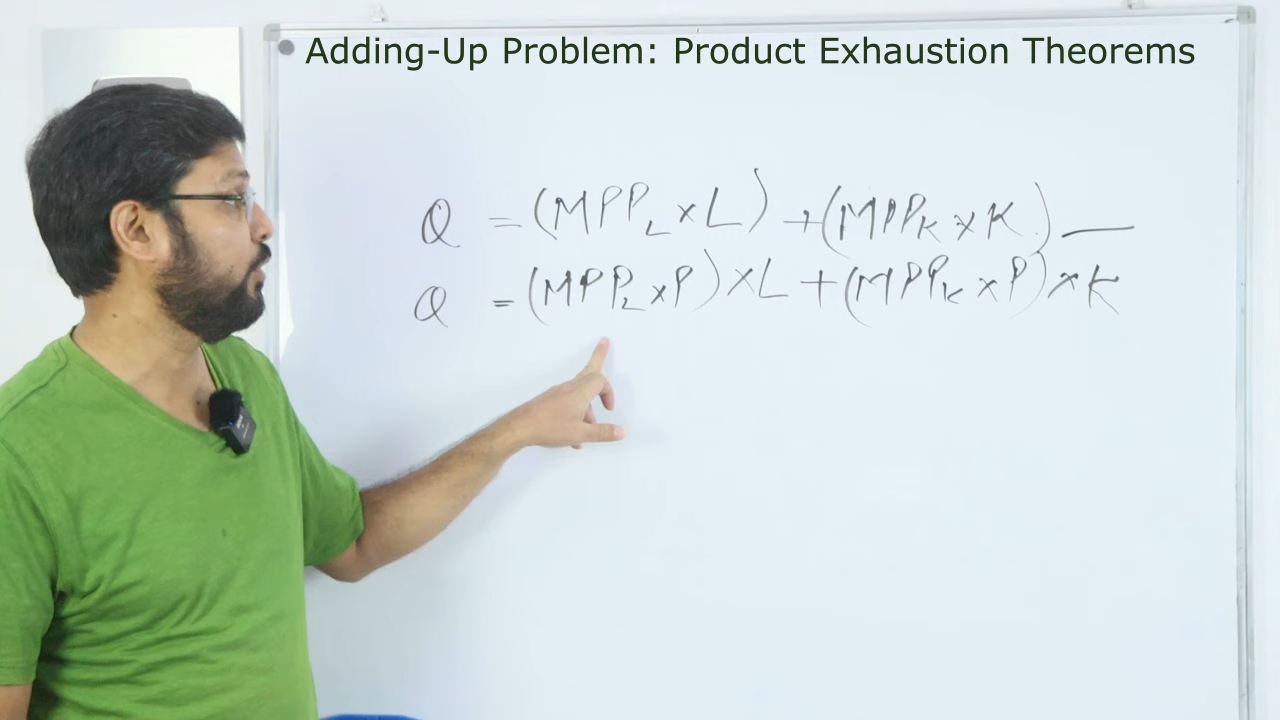 Adding-Up Problem: Product Exhaustion Theorems
Q = (MPP_L × L) + (MPP_K × K) —
Q = (MPP_L × P) × L + (MPP_K × P) × K